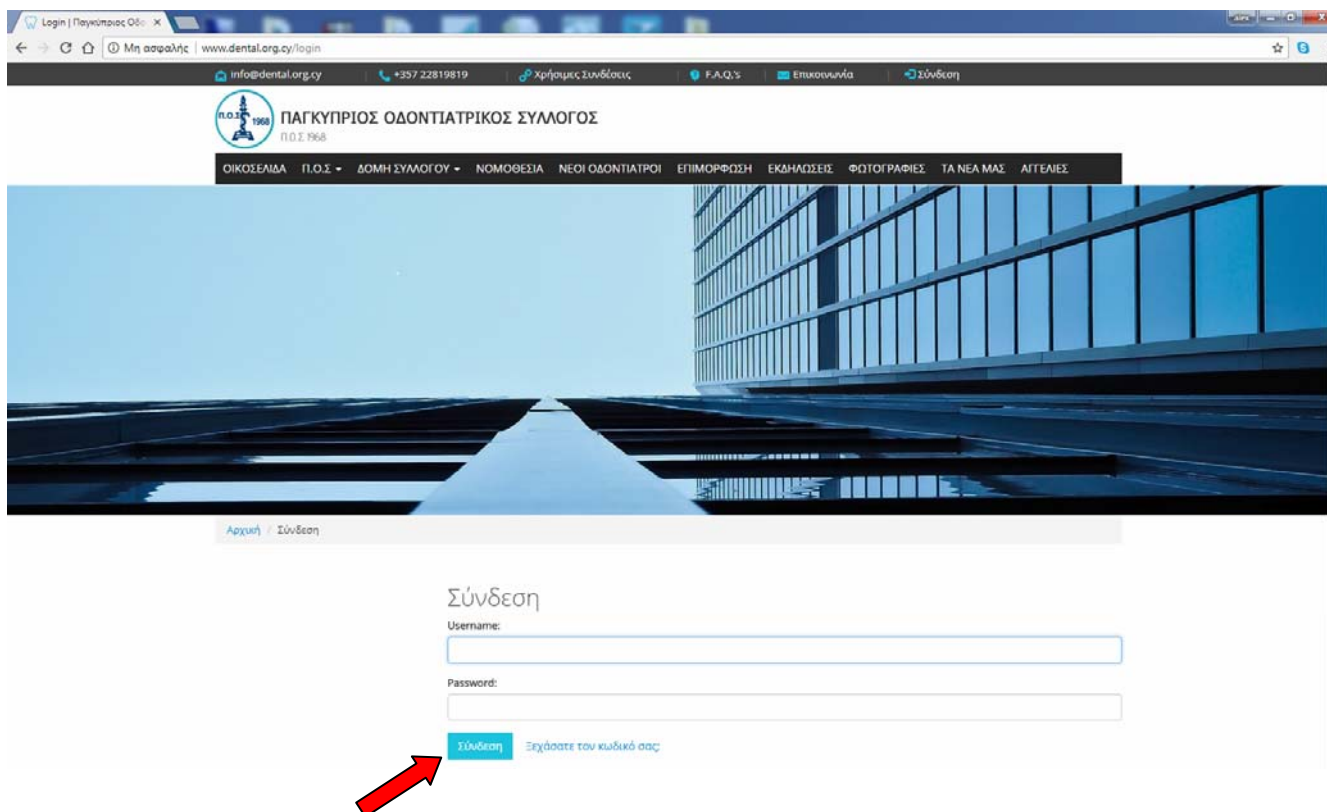 Login | Παγκύπριος Οδο
Μη ασφαλής | www.dental.org.cy/login
info@dental.org.cy +357 22819819 Χρήσιμες Συνδέσεις F.A.Q.'s Επικοινωνία Σύνδεση
Π.Ο.Σ 1968 ΠΑΓΚΥΠΡΙΟΣ ΟΔΟΝΤΙΑΤΡΙΚΟΣ ΣΥΛΛΟΓΟΣ
Π.Ο.Σ 1968
ΟΙΚΟΣΕΛΙΔΑ Π.Ο.Σ ΔΟΜΗ ΣΥΛΛΟΓΟΥ ΝΟΜΟΘΕΣΙΑ ΝΕΟΙ ΟΔΟΝΤΙΑΤΡΟΙ ΕΠΙΜΟΡΦΩΣΗ ΕΚΔΗΛΩΣΕΙΣ ΦΩΤΟΓΡΑΦΙΕΣ ΤΑ ΝΕΑ ΜΑΣ ΑΓΓΕΛΙΕΣ
Αρχική / Σύνδεση
Σύνδεση
Username:
Password:
Σύνδεση Ξεχάσατε τον κωδικό σας;